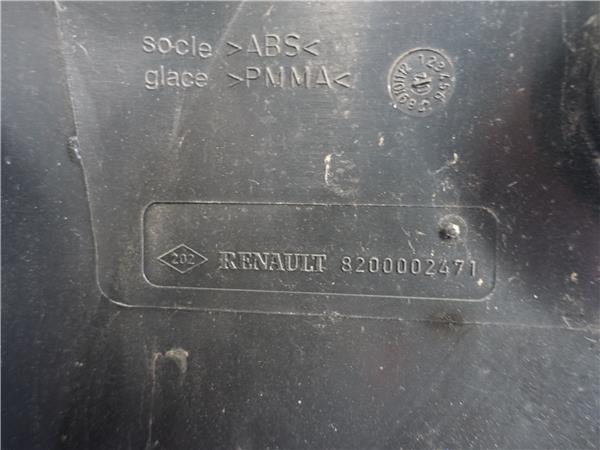 socle >ABS<
glace >PMMA<
202 RENAULT 8200002471